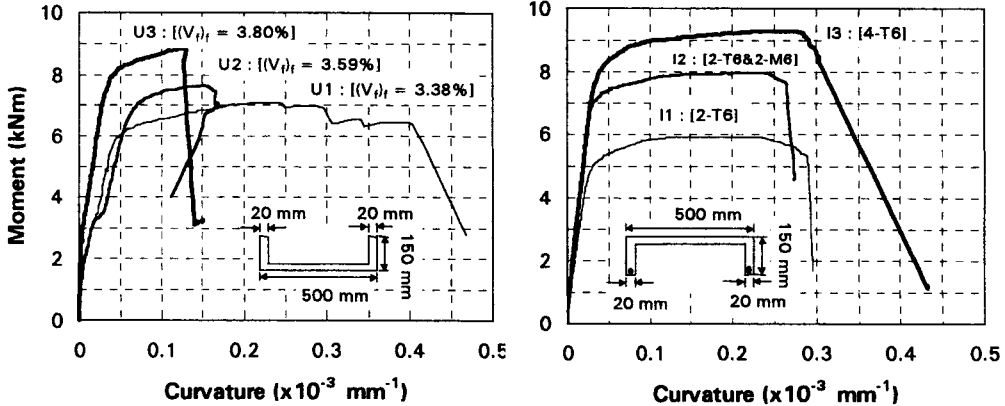 10
8
6
4
2
0
0
0.1
0.2
0.3
0.4
0.5
Moment (kNm)
Curvature (x10⁻³ mm⁻¹)
U3 : [(Vf)f = 3.80%]
U2 : [(Vf)f = 3.59%]
U1 : [(Vf)f = 3.38%]
20 mm
20 mm
150 mm
500 mm
10
8
6
4
2
0
0
0.1
0.2
0.3
0.4
0.5
Curvature (x10⁻³ mm⁻¹)
I3 : [4-T6]
I2 : [2-T6&2-M6]
I1 : [2-T6]
500 mm
150 mm
20 mm
20 mm